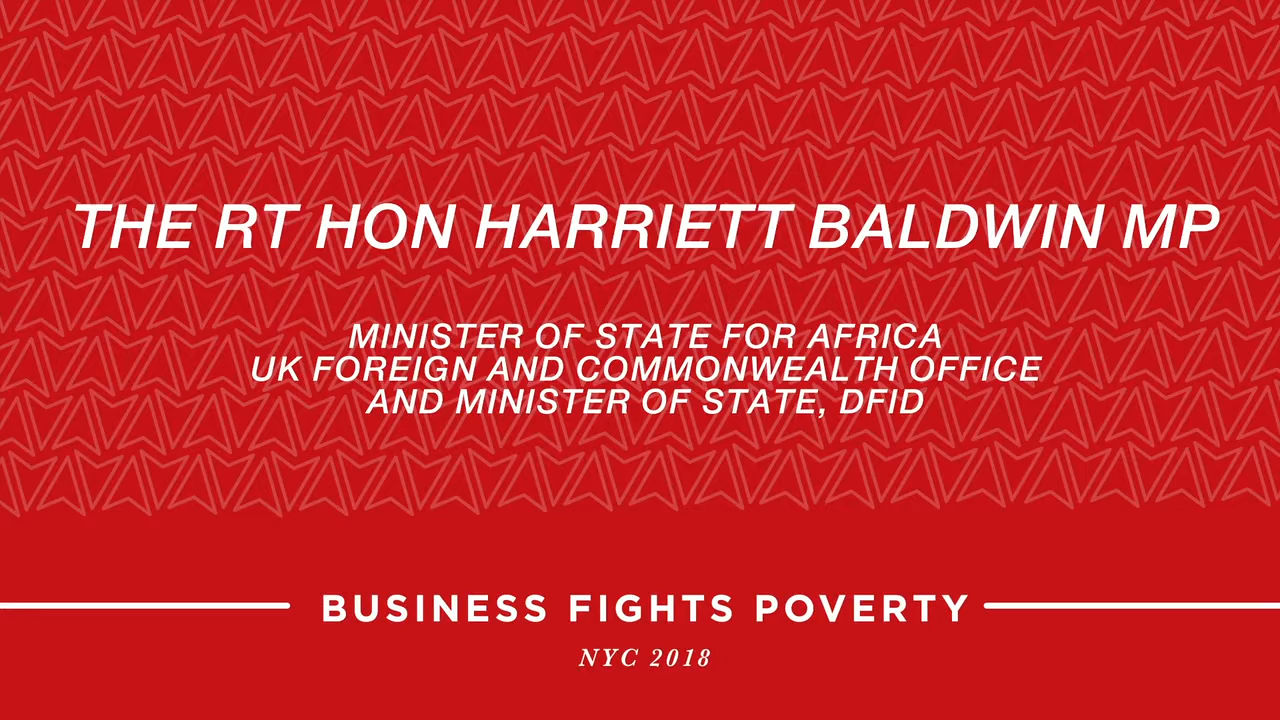 THE RT HON HARRIETT BALDWIN MP
MINISTER OF STATE FOR AFRICA
UK FOREIGN AND COMMONWEALTH OFFICE
AND MINISTER OF STATE, DFID
BUSINESS FIGHTS POVERTY
NYC 2018